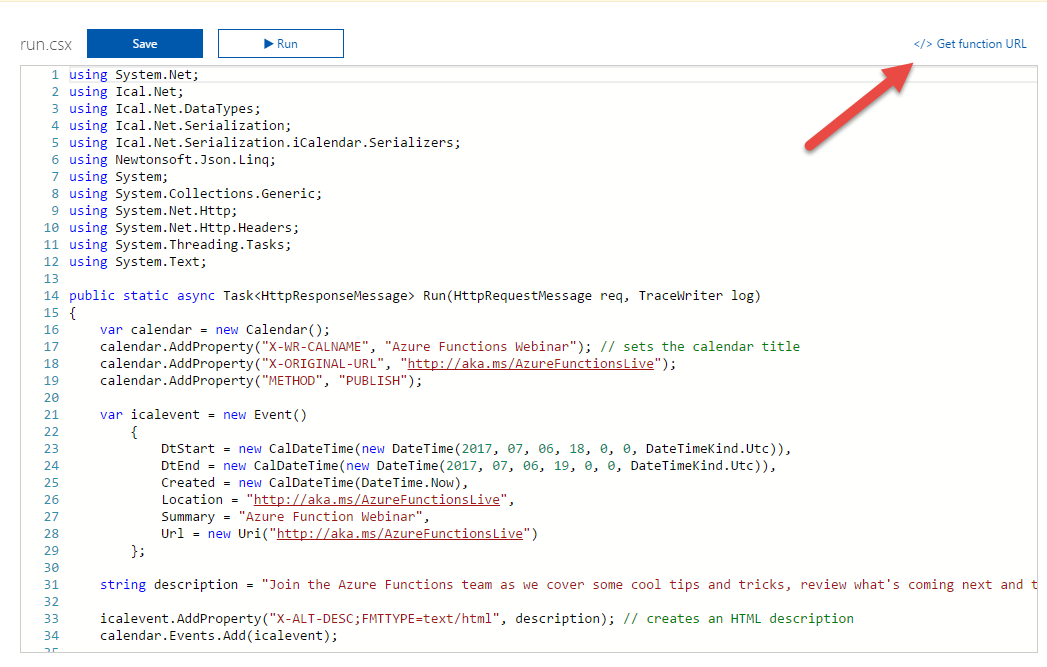 run.csx Save Run </> Get function URL
1 using System.Net;
2 using Ical.Net;
3 using Ical.Net.DataTypes;
4 using Ical.Net.Serialization;
5 using Ical.Net.Serialization.iCalendar.Serializers;
6 using Newtonsoft.Json.Linq;
7 using System;
8 using System.Collections.Generic;
9 using System.Net.Http;
10 using System.Net.Http.Headers;
11 using System.Threading.Tasks;
12 using System.Text;
13
14 public static async Task<HttpResponseMessage> Run(HttpRequestMessage req, TraceWriter log)
15 {
16     var calendar = new Calendar();
17     calendar.AddProperty("X-WR-CALNAME", "Azure Functions Webinar"); // sets the calendar title
18     calendar.AddProperty("X-ORIGINAL-URL", "http://aka.ms/AzureFunctionsLive");
19     calendar.AddProperty("METHOD", "PUBLISH");
20
21     var icalevent = new Event()
22         {
23             DtStart = new CalDateTime(new DateTime(2017, 07, 06, 18, 0, 0, DateTimeKind.Utc)),
24             DtEnd = new CalDateTime(new DateTime(2017, 07, 06, 19, 0, 0, DateTimeKind.Utc)),
25             Created = new CalDateTime(DateTime.Now),
26             Location = "http://aka.ms/AzureFunctionsLive",
27             Summary = "Azure Function Webinar",
28             Url = new Uri("http://aka.ms/AzureFunctionsLive")
29         };
30
31     string description = "Join the Azure Functions team as we cover some cool tips and tricks, review what's coming next and t
32
33     icalevent.AddProperty("X-ALT-DESC;FMTTYPE=text/html", description); // creates an HTML description
34     calendar.Events.Add(icalevent);